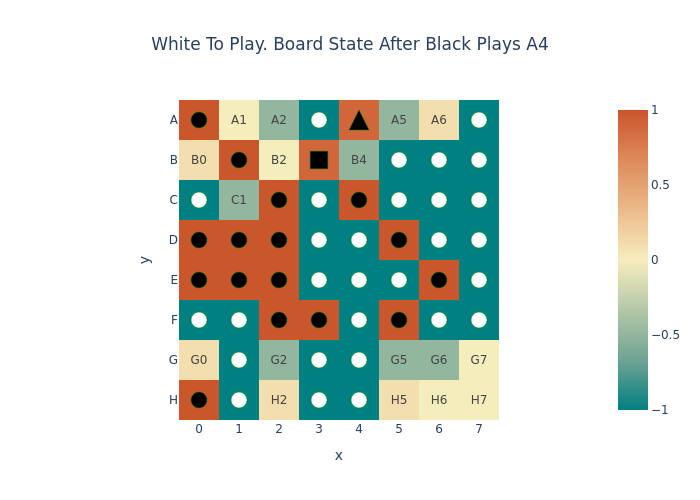 White To Play. Board State After Black Plays A4
A A1 A2 A5 A6
B B0 B2 B4
C C1
D
E
F
G G0 G2 G5 G6 G7
H H2 H5 H6 H7
0 1 2 3 4 5 6 7
x
y
1
0.5
0
−0.5
−1